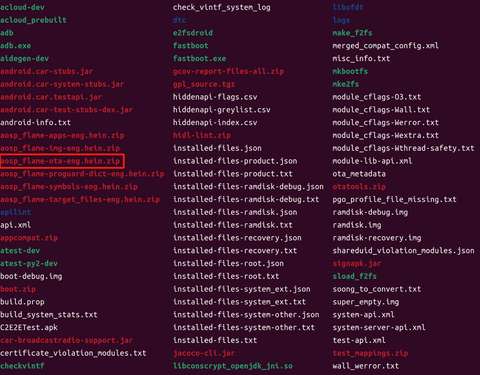 acloud-dev check_vintf_system_log libufdt
acloud_prebuilt dtc logs
adb e2fsdroid make_f2fs
adb.exe fastboot merged_compat_config.xml
aidegen-dev fastboot.exe misc_info.txt
android.car-stubs.jar gcov-report-files-all.zip mkbootfs
android.car-system-stubs.jar gpl_source.tgz mke2fs
android.car.testapi.jar hiddenapi-flags.csv module_cflags-O3.txt
android.car-test-stubs-dex.jar hiddenapi-greylist.csv module_cflags-Wall.txt
android-info.txt hiddenapi-index.csv module_cflags-Werror.txt
aosp_flame-apps-eng.hein.zip hidl-lint.zip module_cflags-Wextra.txt
aosp_flame-img-eng.hein.zip installed-files.json module_cflags-Wthread-safety.txt
aosp_flame-ota-eng.hein.zip installed-files-product.json module-lib-api.xml
aosp_flame-proguard-dict-eng.hein.zip installed-files-product.txt ota_metadata
aosp_flame-symbols-eng.hein.zip installed-files-ramdisk-debug.json otatools.zip
aosp_flame-target_files-eng.hein.zip installed-files-ramdisk-debug.txt pgo_profile_file_missing.txt
apilint installed-files-ramdisk.json ramdisk-debug.img
api.xml installed-files-ramdisk.txt ramdisk.img
appcompat.zip installed-files-recovery.json ramdisk-recovery.img
atest-dev installed-files-recovery.txt shareduid_violation_modules.json
atest-py2-dev installed-files-root.json signapk.jar
boot-debug.img installed-files-root.txt sload_f2fs
boot.zip installed-files-system_ext.json soong_to_convert.txt
build.prop installed-files-system_ext.txt super_empty.img
build_system_stats.txt installed-files-system_other.json system-api.xml
C2E2ETest.apk installed-files-system_other.txt system-server-api.xml
car-broadcastradio-support.jar installed-files.txt test-api.xml
certificate_violation_modules.txt jacoco-cli.jar test_mappings.zip
checkvintf libconscrypt_openjdk_jni.so wall_werror.txt